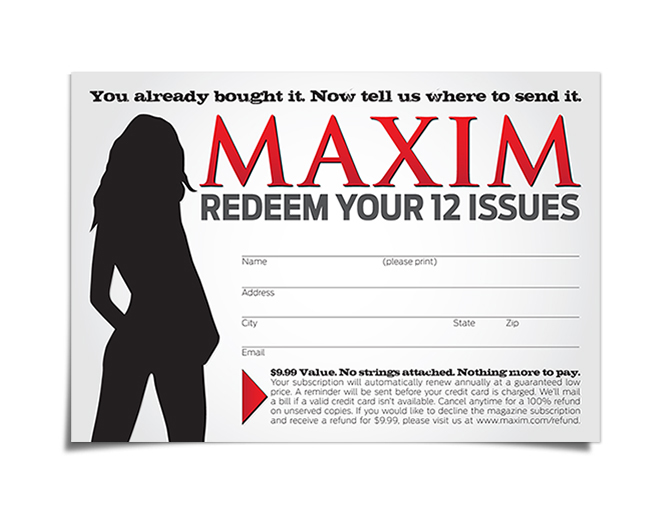 You already bought it. Now tell us where to send it.
MAXIM
REDEEM YOUR 12 ISSUES
Name (please print)
Address
City State Zip
Email
$9.99 Value. No strings attached. Nothing more to pay.
Your subscription will automatically renew annually at a guaranteed low
price. A reminder will be sent before your credit card is charged. We'll mail
a bill if a valid credit card isn't available. Cancel anytime for a 100% refund
on unserved copies. If you would like to decline the magazine subscription
and receive a refund for $9.99, please visit us at www.maxim.com/refund.